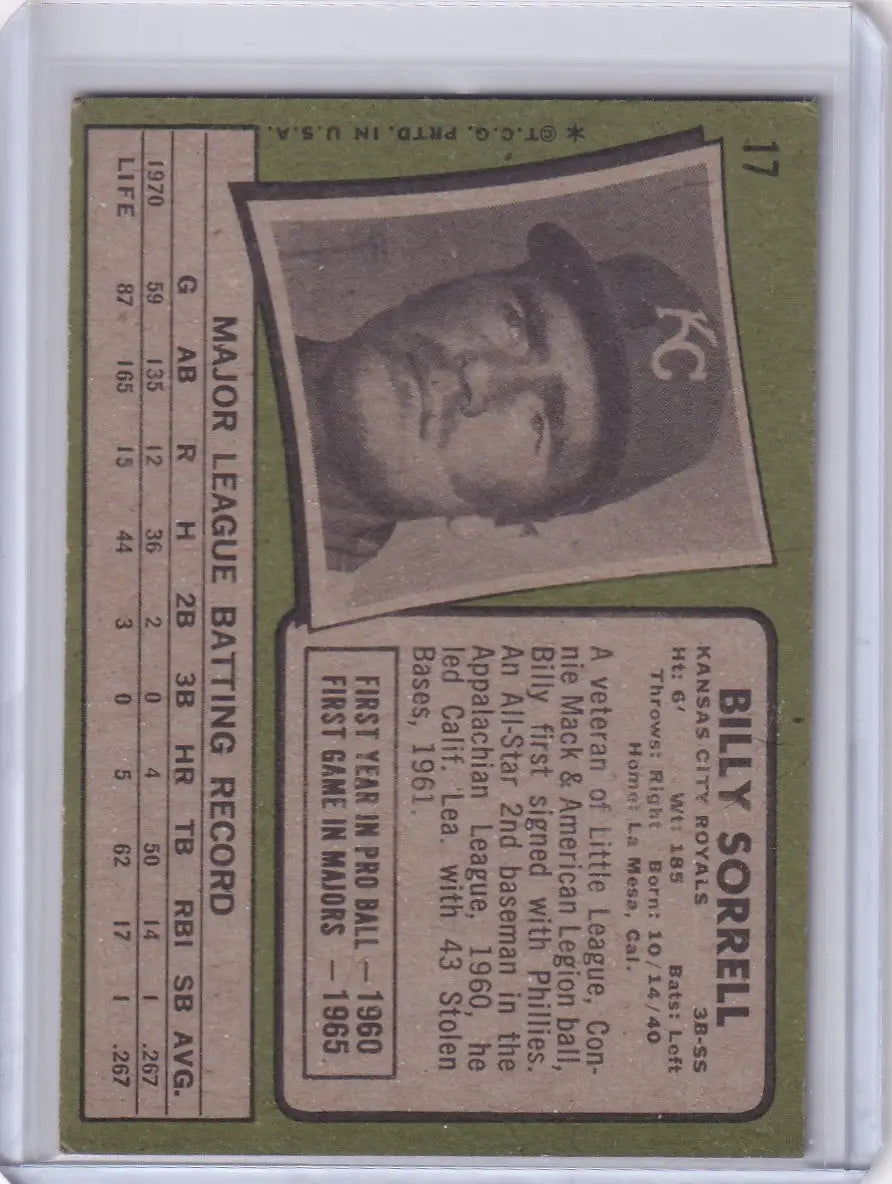 17
✶©T.C.G. PRTD. IN U.S.A.
KC
BILLY SORRELL
KANSAS CITY ROYALS 3B-SS
Ht: 6' Wt: 185 Bats: Left
Throws: Right Born: 10/14/40
Home: La Mesa, Cal.
A veteran of Little League, Con-
nie Mack & American Legion ball,
Billy first signed with Phillies.
An All-Star 2nd baseman in the
Appalachian League, 1960, he
led Calif. Lea. with 43 Stolen
Bases, 1961.
FIRST YEAR IN PRO BALL — 1960
FIRST GAME IN MAJORS — 1965
MAJOR LEAGUE BATTING RECORD
G AB R H 2B 3B HR TB RBI SB AVG.
1970 59 135 12 36 2 0 4 50 14 1 .267
LIFE 87 165 15 44 3 0 5 62 17 1 .267